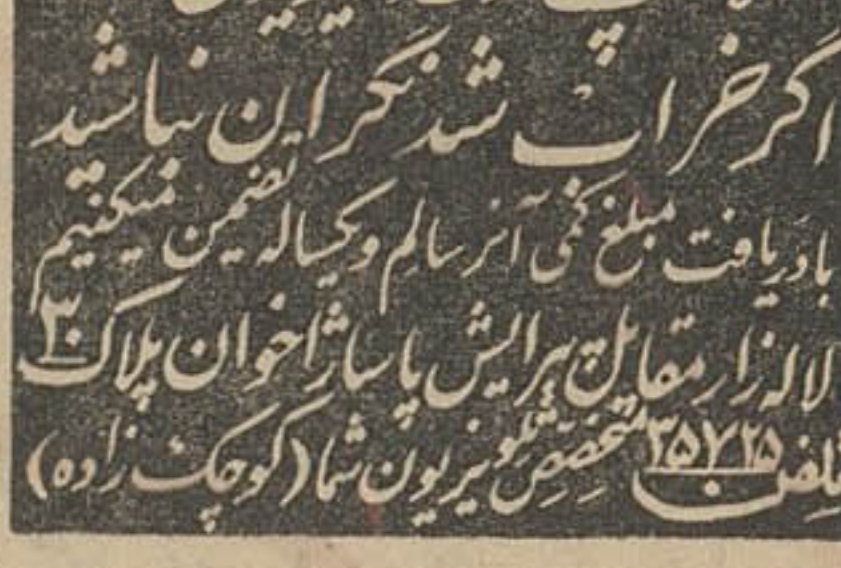 اگر خراب شد نگران نباشید
با دریافت مبلغ کمی آنرا سالم و یکساله تضمین میکنیم
لاله زار مقابل پیرایش پاساژ اخوان پلاک ۳۰
تلفن ۳۵۷۲۵ متخصص تلویزیون شما (کوچک زاده)